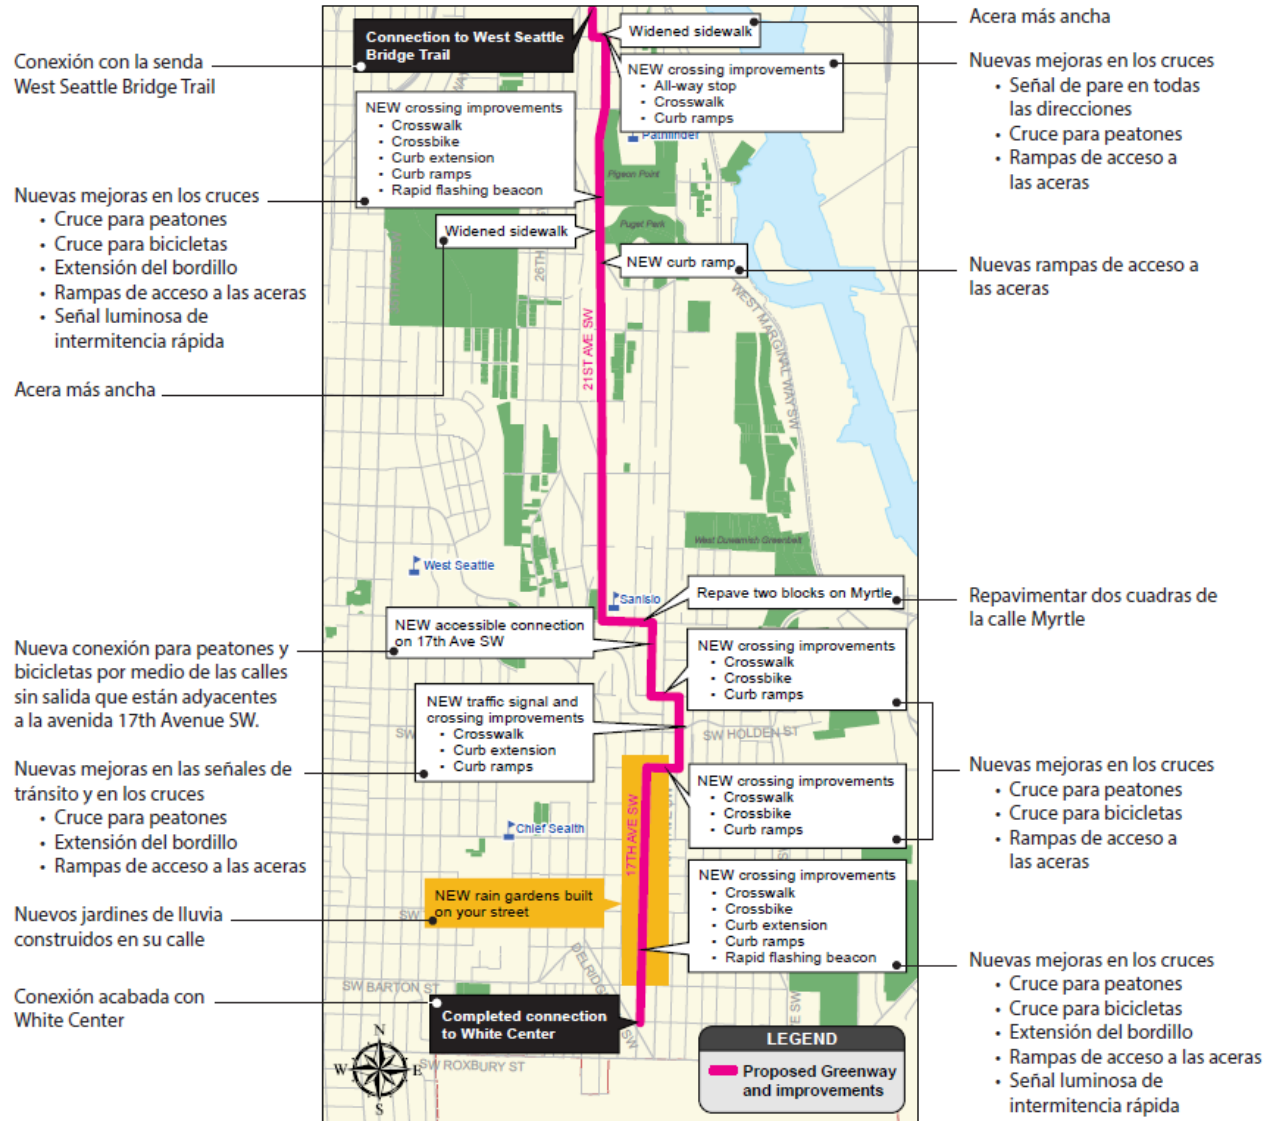 Conexión con la senda
West Seattle Bridge Trail
Nuevas mejoras en los cruces
• Cruce para peatones
• Cruce para bicicletas
• Extensión del bordillo
• Rampas de acceso a las aceras
• Señal luminosa de
intermitencia rápida
Acera más ancha
Nueva conexión para peatones y
bicicletas por medio de las calles
sin salida que están adyacentes
a la avenida 17th Avenue SW.
Nuevas mejoras en las señales de
tránsito y en los cruces
• Cruce para peatones
• Extensión del bordillo
• Rampas de acceso a las aceras
Nuevos jardines de lluvia
construidos en su calle
Conexión acabada con
White Center
Connection to West Seattle
Bridge Trail
Widened sidewalk
NEW crossing improvements
• All-way stop
• Crosswalk
• Curb ramps
NEW crossing improvements
• Crosswalk
• Crossbike
• Curb extension
• Curb ramps
• Rapid flashing beacon
Pathfinder
Pigeon Point
Puget Park
Widened sidewalk
NEW curb ramp
26TH
21ST AVE SW
WEST MARGINAL WAY SW
West Duwamish Greenbelt
West Seattle
Sanislo
Repave two blocks on Myrtle
NEW accessible connection
on 17th Ave SW
NEW crossing improvements
• Crosswalk
• Crossbike
• Curb ramps
NEW traffic signal and
crossing improvements
• Crosswalk
• Curb extension
• Curb ramps
SW
SW HOLDEN ST
NEW crossing improvements
• Crosswalk
• Crossbike
• Curb ramps
17TH AVE SW
Chief Sealth
NEW crossing improvements
• Crosswalk
• Crossbike
• Curb extension
• Curb ramps
• Rapid flashing beacon
NEW rain gardens built
on your street
SW
SW BARTON ST
Completed connection
to White Center
SW
E SW
SW ROXBURY ST
N
W
E
S
LEGEND
Proposed Greenway
and improvements
Acera más ancha
Nuevas mejoras en los cruces
• Señal de pare en todas
las direcciones
• Cruce para peatones
• Rampas de acceso a
las aceras
Nuevas rampas de acceso a
las aceras
Repavimentar dos cuadras de
la calle Myrtle
Nuevas mejoras en los cruces
• Cruce para peatones
• Cruce para bicicletas
• Rampas de acceso a
las aceras
Nuevas mejoras en los cruces
• Cruce para peatones
• Cruce para bicicletas
• Extensión del bordillo
• Rampas de acceso a las aceras
• Señal luminosa de
intermitencia rápida